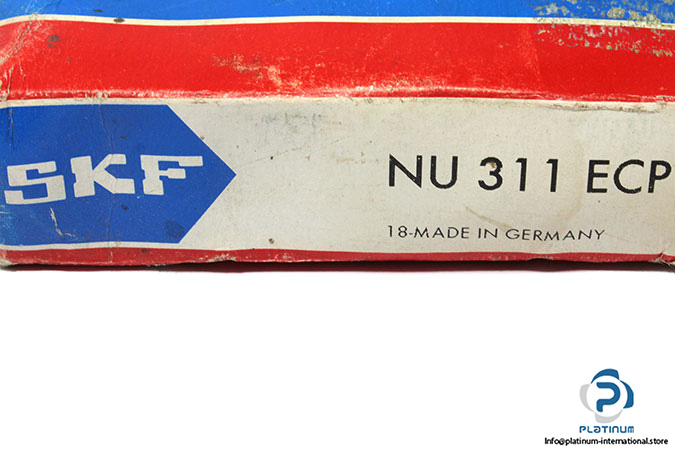 SKF
NU 311 ECP
18-MADE IN GERMANY
PLATINUM
Info@platinum-international.store